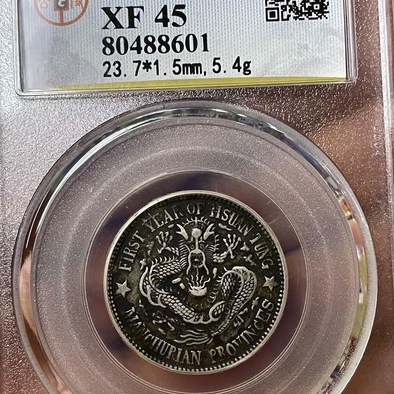 XF 45
80488601
23.7*1.5mm,5.4g
FIRST YEAR OF HSUAN TUNG
MANCHURIAN PROVINCES